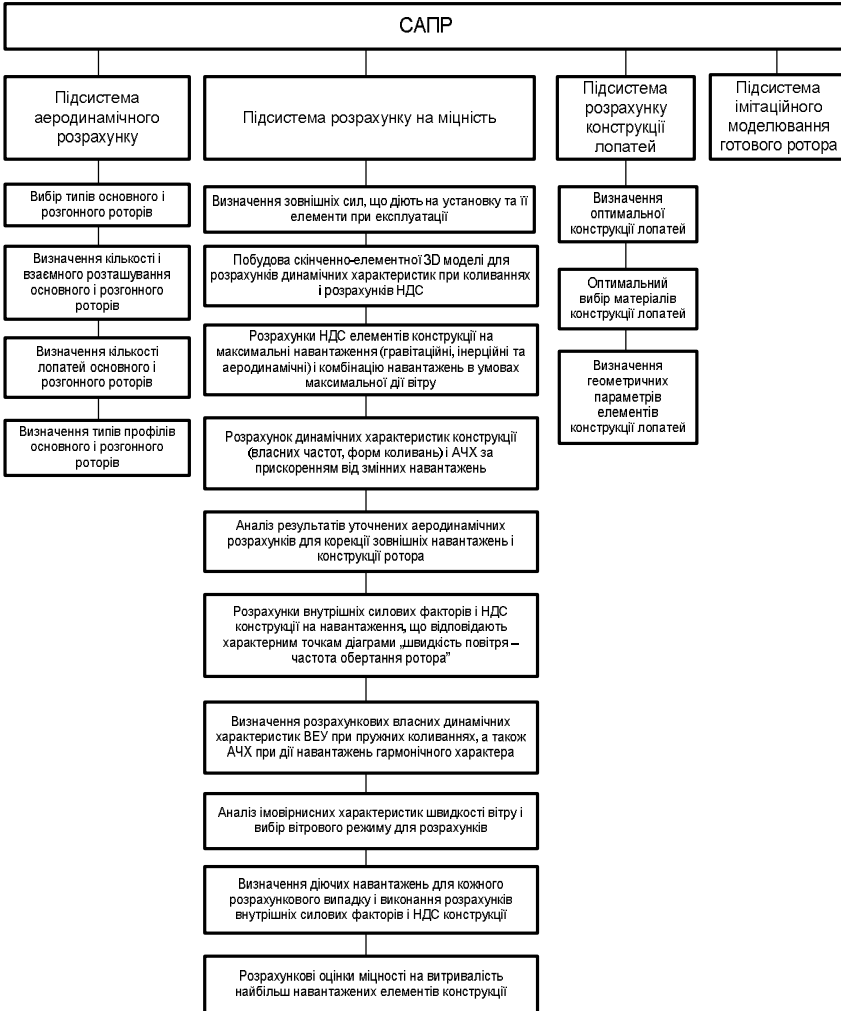 САПР
Підсистема
аеродинамічного
розрахунку
Вибір типів основного і
розгонного роторів
Визначення кількості і
взаємного розташування
основного і розгонного
роторів
Визначення кількості
лопатей основного і
розгонного роторів
Визначення типів профілів
основного і розгонного
роторів
Підсистема розрахунку на міцність
Визначення зовнішніх сил, що діють на установку та її
елементи при експлуатації
Побудова скінченно-елементної 3D моделі для
розрахунків динамічних характеристик при коливаннях
і розрахунків НДС
Розрахунки НДС елементів конструкції на
максимальні навантаження (гравітаційні, інерційні та
аеродинамічні) і комбінацію навантажень в умовах
максимальної дії вітру
Розрахунок динамічних характеристик конструкції
(власних частот, форм коливань) і АЧХ за
прискоренням від змінних навантажень
Аналіз результатів уточнених аеродинамічних
розрахунків для корекції зовнішніх навантажень і
конструкції ротора
Розрахунки внутрішніх силових факторів і НДС
конструкції на навантаження, що відповідають
характерним точкам діаграми „швидкість повітря –
частота обертання ротора”
Визначення розрахункових власних динамічних
характеристик ВЕУ при пружних коливаннях, а також
АЧХ при дії навантажень гармонічного характера
Аналіз імовірнисних характеристик швидкості вітру і
вибір вітрового режиму для розрахунків
Визначення діючих навантажень для кожного
розрахункового випадку і виконання розрахунків
внутрішніх силових факторів і НДС конструкції
Розрахункові оцінки міцності на витривалість
найбільш навантажених елементів конструкції
Підсистема
розрахунку
конструкції
лопатей
Визначення
оптимальної
конструкції лопатей
Оптимальний
вибір матеріалів
конструкції лопатей
Визначення
геометричних
параметрів
елементів
конструкції лопатей
Підсистема
імітаційного
моделювання
готового ротора